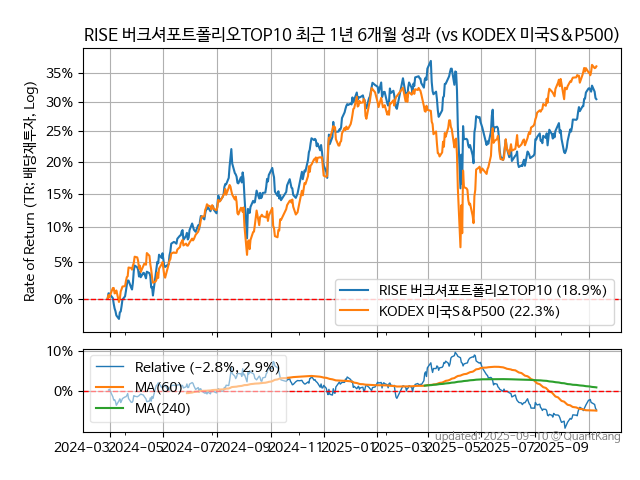 RISE 버크셔포트폴리오TOP10 최근 1년 6개월 성과 (vs KODEX 미국S&P500)
Rate of Return (TR: 배당재투자, Log)
35%
30%
25%
20%
15%
10%
5%
0%
RISE 버크셔포트폴리오TOP10 (18.9%)
KODEX 미국S&P500 (22.3%)
10%
0%
Relative (−2.8%, 2.9%)
MA(60)
MA(240)
updated: 2025-09-10 © QuantKang
2024-03 2024-05 2024-07 2024-09 2024-11 2025-01 2025-03 2025-05 2025-07 2025-09